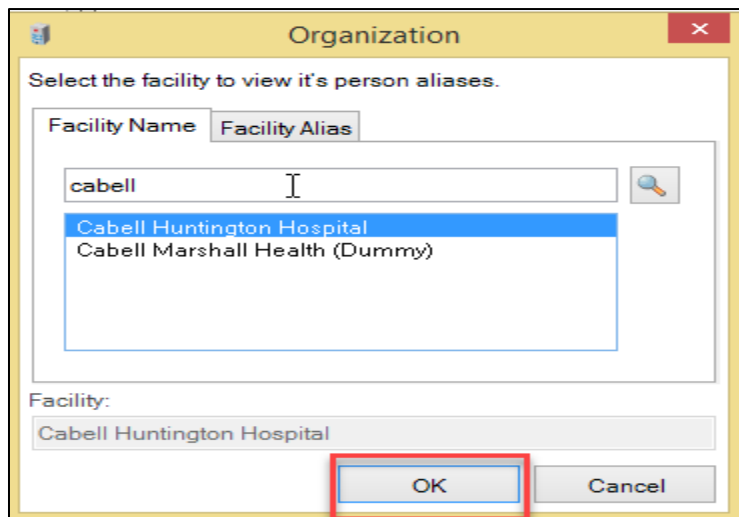 Organization
Select the facility to view it's person aliases.
Facility Name Facility Alias
cabell
Cabell Huntington Hospital
Cabell Marshall Health (Dummy)
Facility:
Cabell Huntington Hospital
OK Cancel